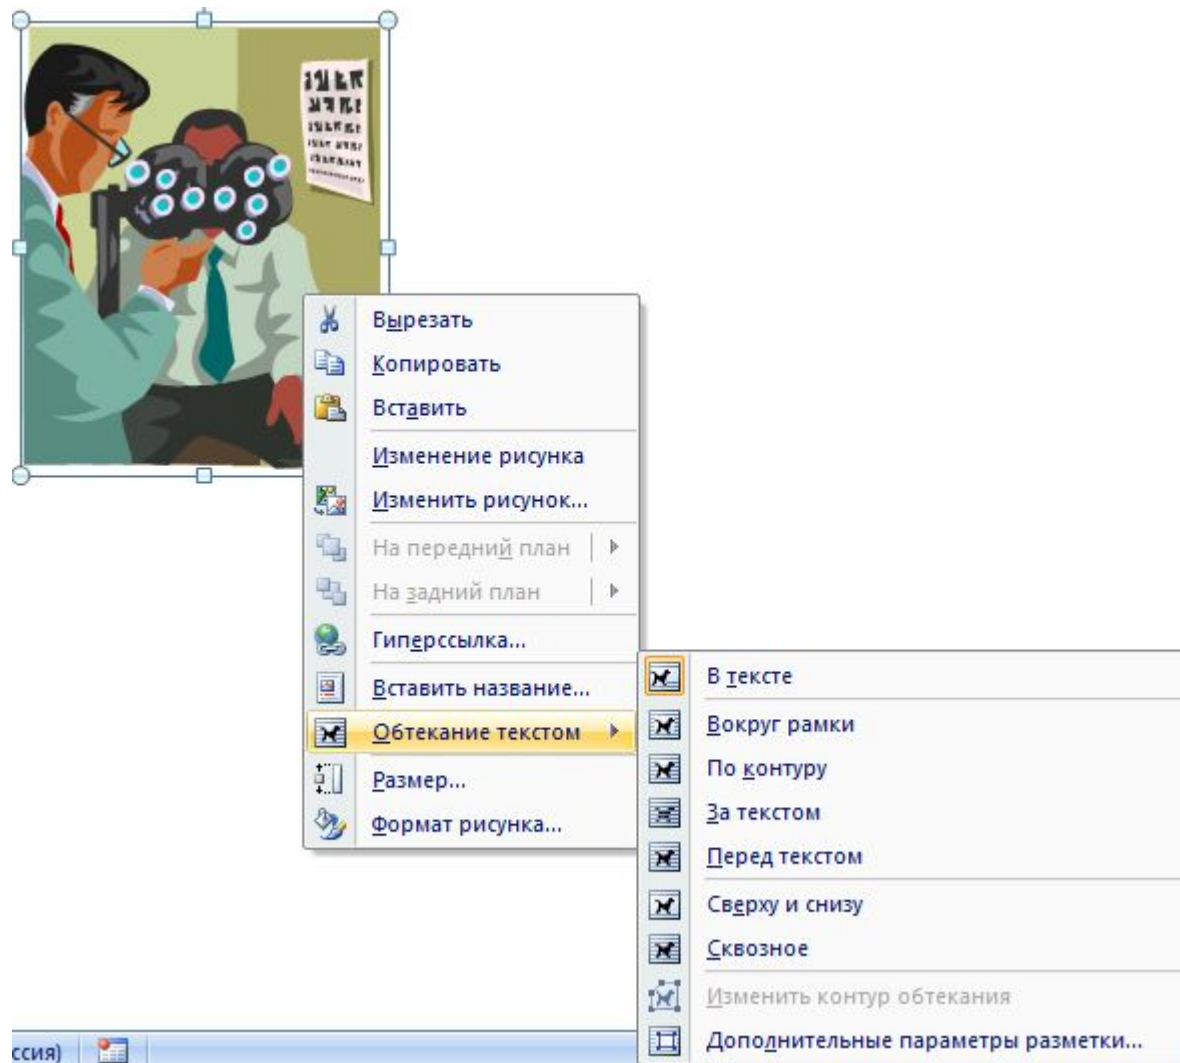 Вырезать
Копировать
Вставить
Изменение рисунка
Изменить рисунок...
На передний план
На задний план
Гиперссылка...
Вставить название...
Обтекание текстом
Размер...
Формат рисунка...
В тексте
Вокруг рамки
По контуру
За текстом
Перед текстом
Сверху и снизу
Сквозное
Изменить контур обтекания
Дополнительные параметры разметки...
ссия)